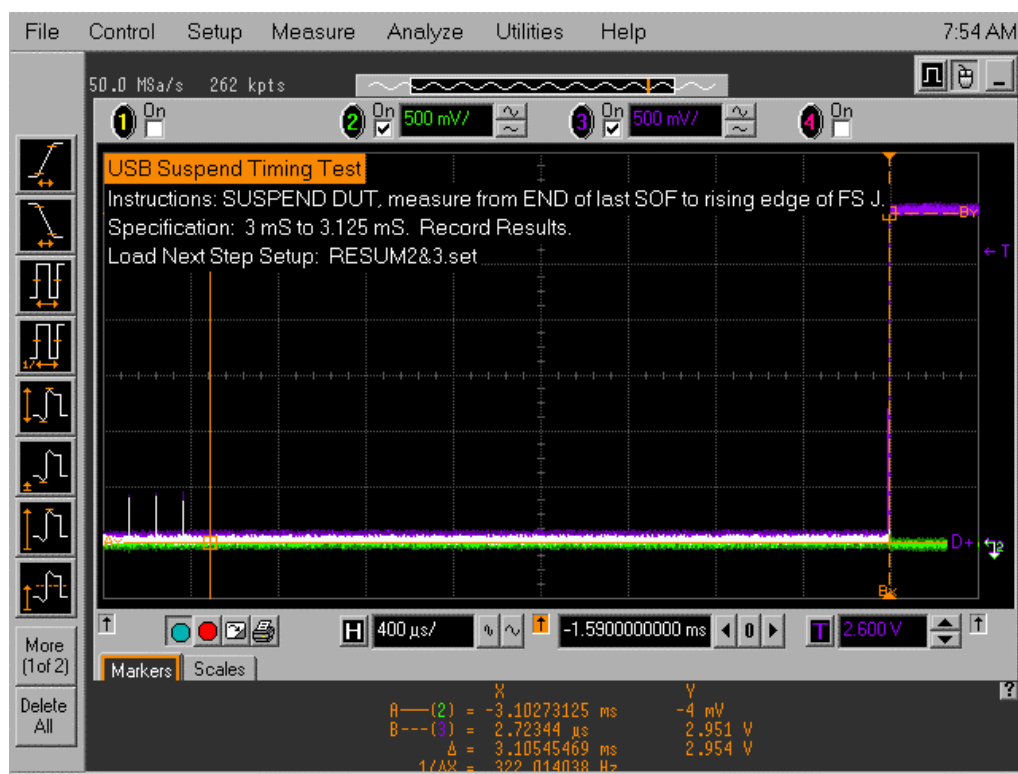 File Control Setup Measure Analyze Utilities Help 7:54 AM
50.0 MSa/s 262 kpts
1 On 2 On 500 mV/ 3 On 500 mV/ 4 On
USB Suspend Timing Test
Instructions: SUSPEND DUT, measure from END of last SOF to rising edge of FS J.
Specification: 3 mS to 3.125 mS. Record Results.
Load Next Step Setup: RESUM2&3.set
By
T
1/
Ay
D+
2
Bx
H 400 µs/ -1.5900000000 ms 0 T 2.600 V
More
(1of 2)
Markers Scales
Delete
All
?
X Y
A——(2) = -3.10273125 ms -4 mV
B---(3) = 2.72344 µs 2.951 V
Δ = 3.10545469 ms 2.954 V
1/ΔX = 322.014038 Hz